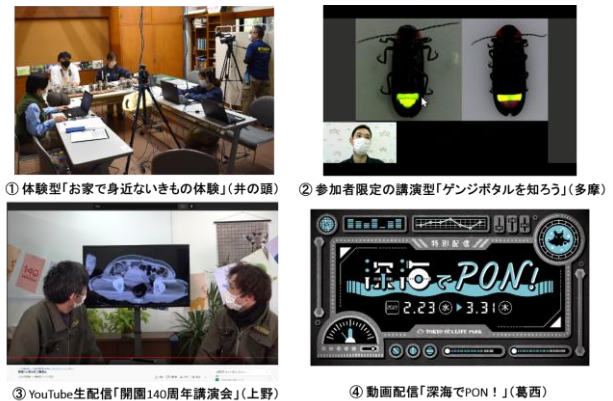 ① 体験型「お家で身近ないきもの体験」(井の頭)
② 参加者限定の講演型「ゲンジボタルを知ろう」(多摩)
140
③ YouTube生配信「開園140周年講演会」(上野)
特別配信
深海でPON!
2.23 水 ▶ 3.31 木
TOKYO SEA LIFE PARK
④ 動画配信「深海でPON!」(葛西)